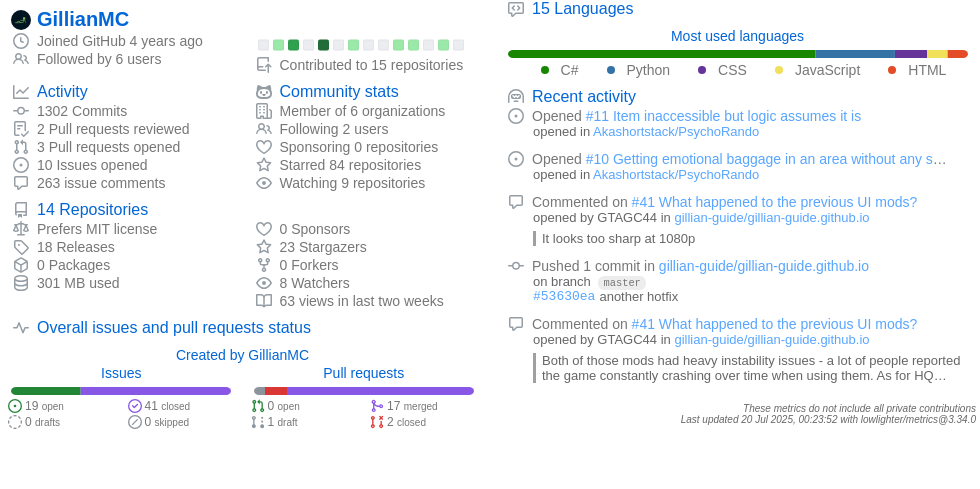 GillianMC
Joined GitHub 4 years ago
Followed by 6 users
Contributed to 15 repositories
Activity
1302 Commits
2 Pull requests reviewed
3 Pull requests opened
10 Issues opened
263 issue comments
Community stats
Member of 6 organizations
Following 2 users
Sponsoring 0 repositories
Starred 84 repositories
Watching 9 repositories
14 Repositories
Prefers MIT license
18 Releases
0 Packages
301 MB used
0 Sponsors
23 Stargazers
0 Forkers
8 Watchers
63 views in last two weeks
Overall issues and pull requests status
Created by GillianMC
Issues
19 open
41 closed
0 drafts
0 skipped
Pull requests
0 open
17 merged
1 draft
2 closed
15 Languages
Most used languages
C# Python CSS JavaScript HTML
Recent activity
Opened #11 Item inaccessible but logic assumes it is
opened in Akashortstack/PsychoRando
Opened #10 Getting emotional baggage in an area without any s…
opened in Akashortstack/PsychoRando
Commented on #41 What happened to the previous UI mods?
opened by GTAGC44 in gillian-guide/gillian-guide.github.io
It looks too sharp at 1080p
Pushed 1 commit in gillian-guide/gillian-guide.github.io
on branch master
#53630ea another hotfix
Commented on #41 What happened to the previous UI mods?
opened by GTAGC44 in gillian-guide/gillian-guide.github.io
Both of those mods had heavy instability issues - a lot of people reported
the game constantly crashing over time when using them. As for HQ…
These metrics do not include all private contributions
Last updated 20 Jul 2025, 00:23:52 with lowlighter/metrics@3.34.0